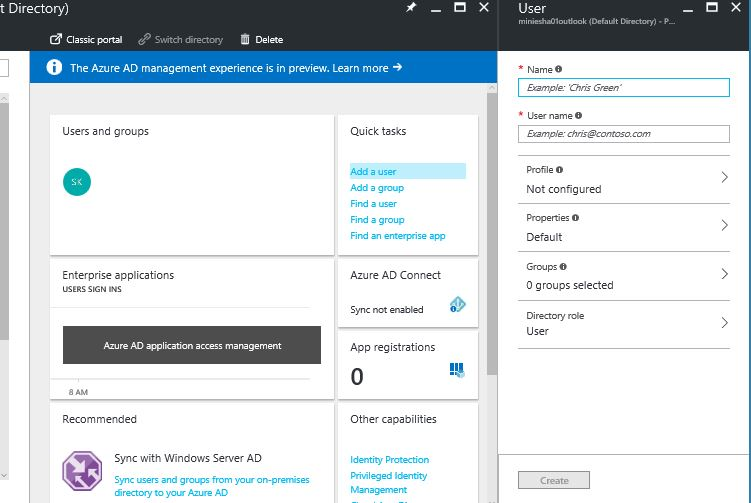 t Directory)
Classic portal
Switch directory
Delete
The Azure AD management experience is in preview. Learn more →
Users and groups
SK
Quick tasks
Add a user
Add a group
Find a user
Find a group
Find an enterprise app
Enterprise applications
USERS SIGN INS
Azure AD application access management
8 AM
Azure AD Connect
Sync not enabled
App registrations
0
Recommended
Sync with Windows Server AD
Sync users and groups from your on-premises
directory to your Azure AD
Other capabilities
Identity Protection
Privileged Identity
Management
User
miniesha01outlook (Default Directory) - P...
* Name
Example: 'Chris Green'
* User name
Example: chris@contoso.com
Profile
Not configured
Properties
Default
Groups
0 groups selected
Directory role
User
Create